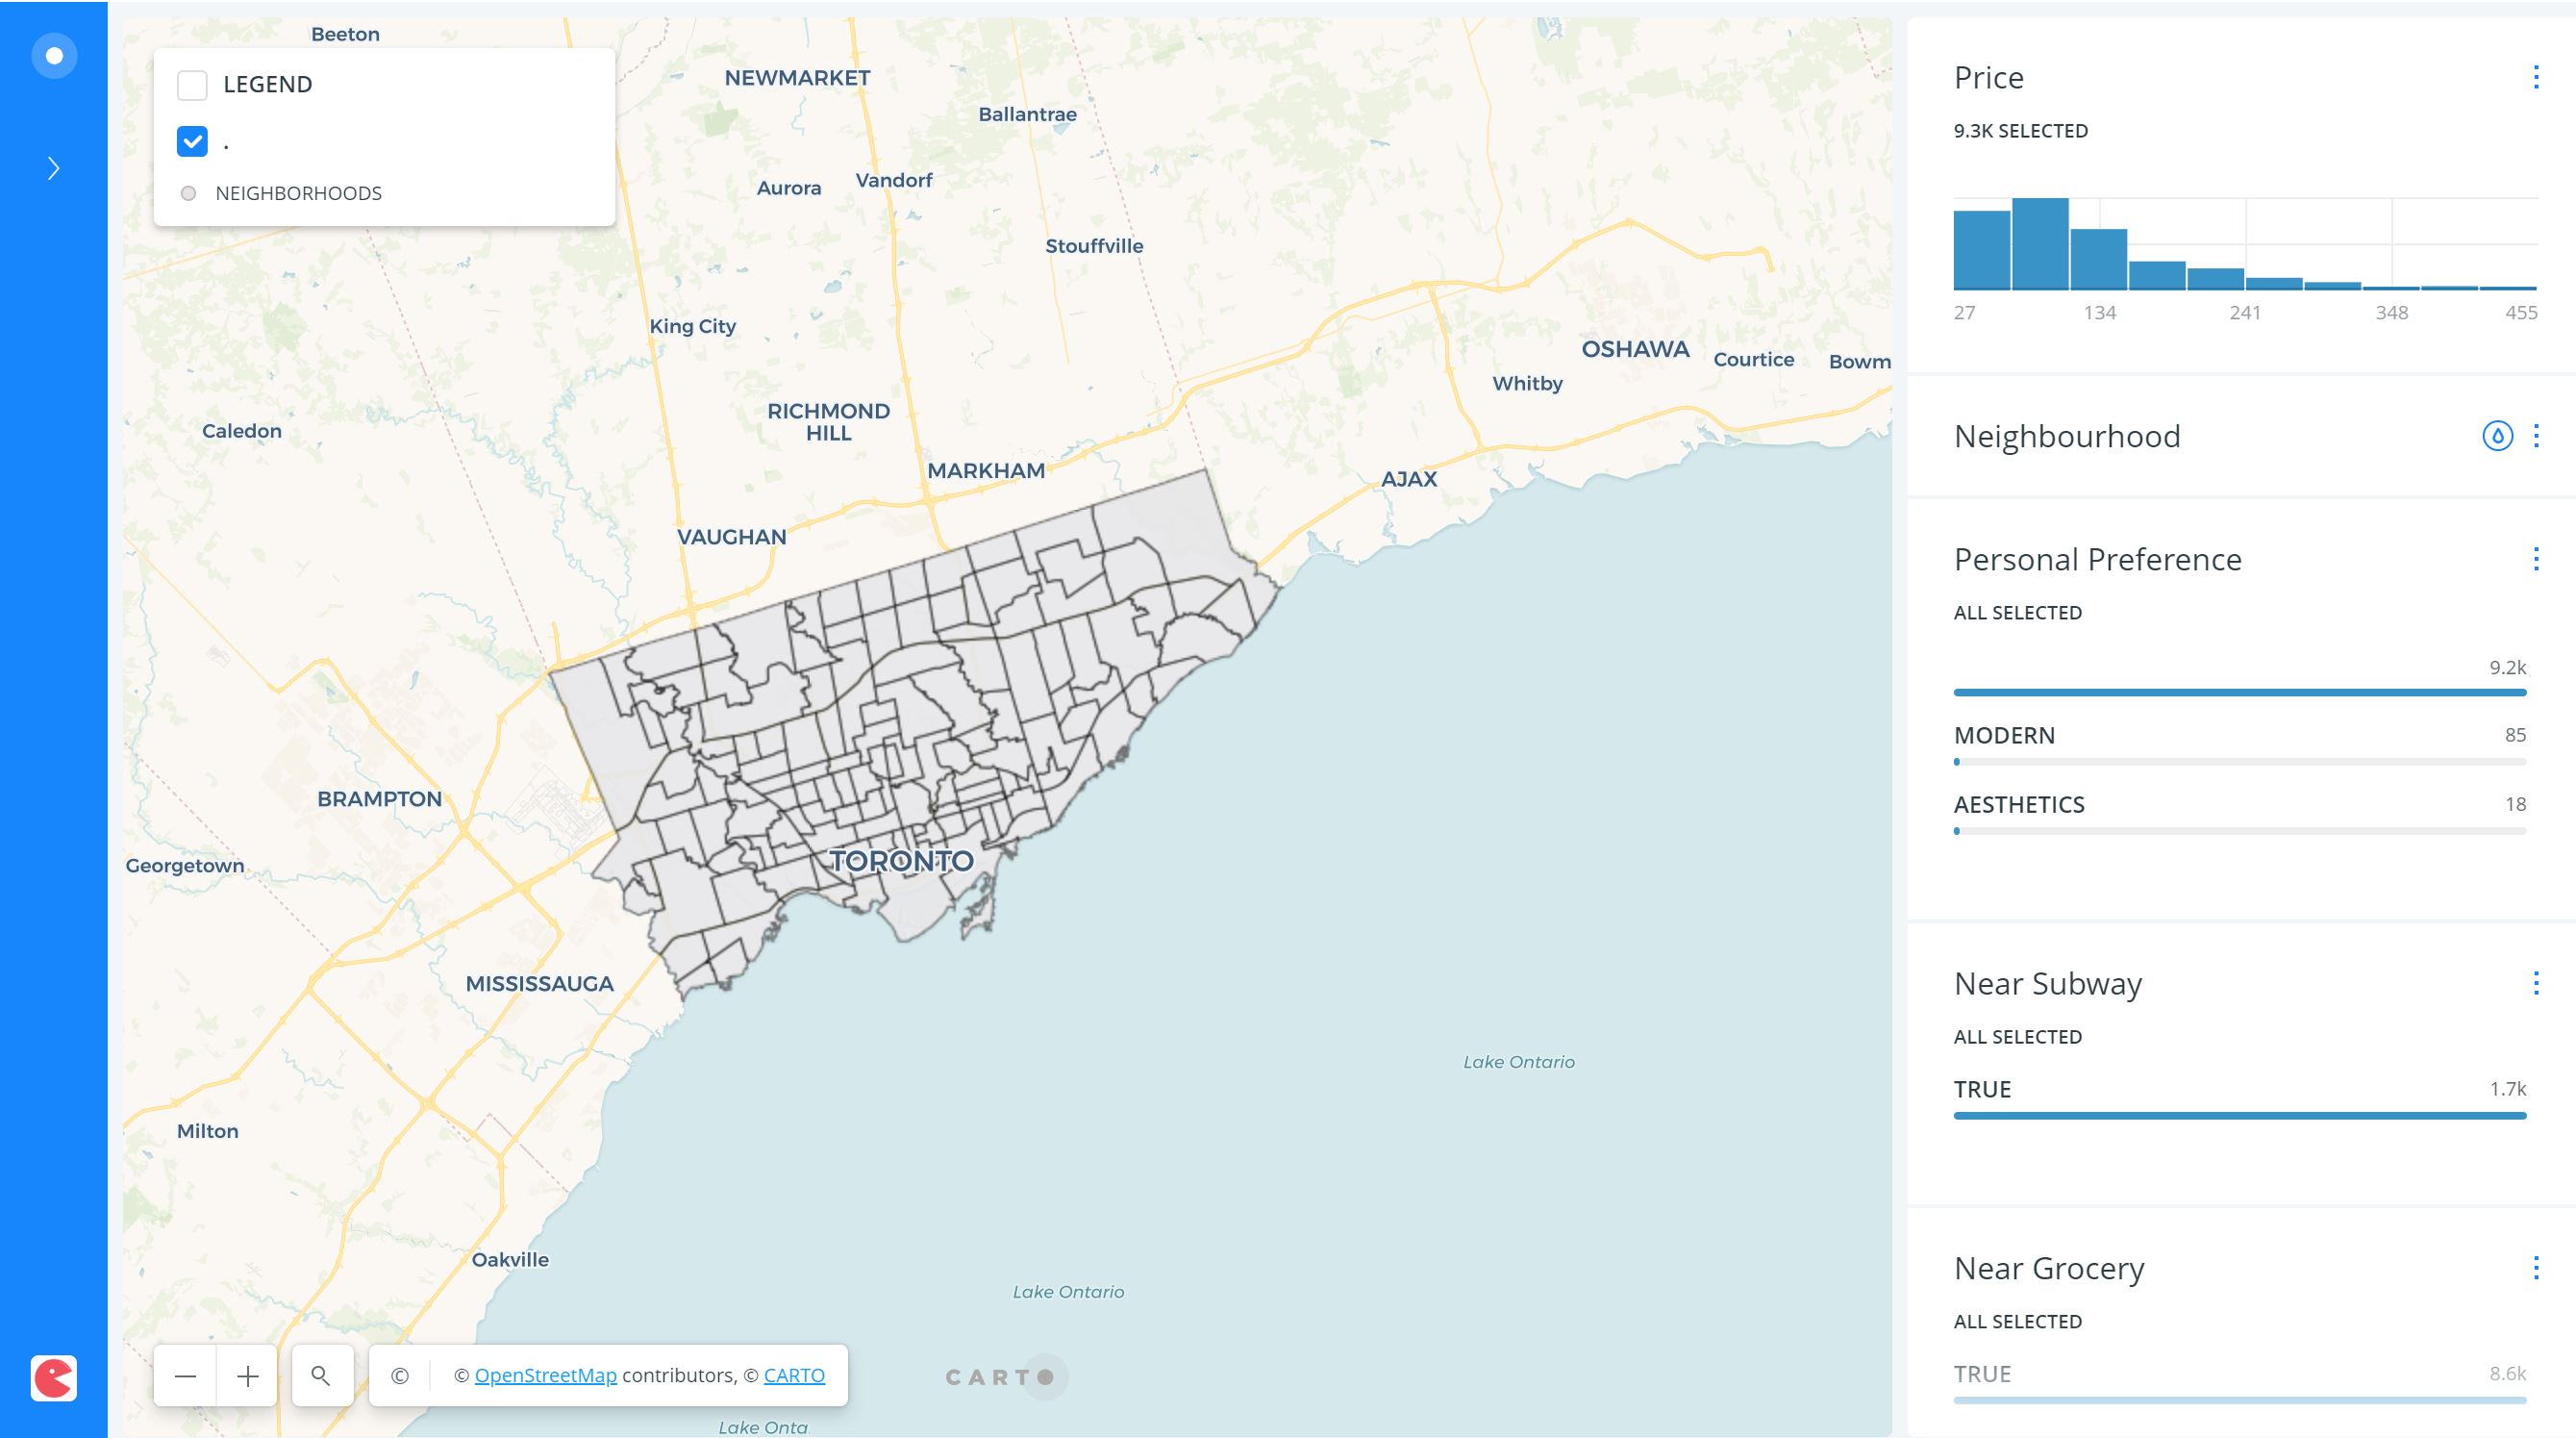 LEGEND
.
NEIGHBORHOODS
Beeton
NEWMARKET
Ballantrae
Aurora
Vandorf
Stouffville
King City
OSHAWA
Courtice
Bowm
Whitby
RICHMOND
HILL
Caledon
MARKHAM
AJAX
VAUGHAN
BRAMPTON
TORONTO
Georgetown
MISSISSAUGA
Lake Ontario
Milton
Oakville
Lake Ontario
© © OpenStreetMap contributors, © CARTO
CARTO
Lake Onta
Price
9.3K SELECTED
27 134 241 348 455
Neighbourhood
Personal Preference
ALL SELECTED
9.2k
MODERN 85
AESTHETICS 18
Near Subway
ALL SELECTED
TRUE 1.7k
Near Grocery
ALL SELECTED
TRUE 8.6k